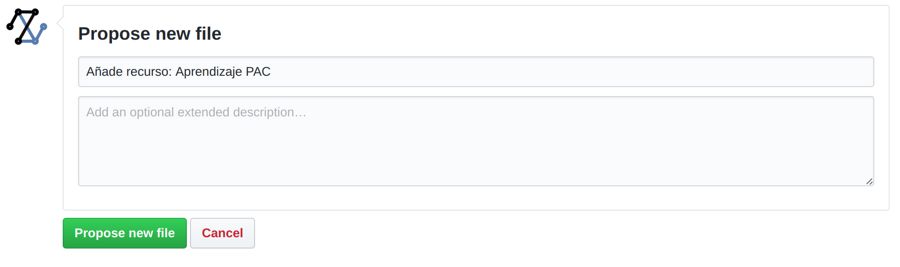 Propose new file
Añade recurso: Aprendizaje PAC
Add an optional extended description…
Propose new file
Cancel